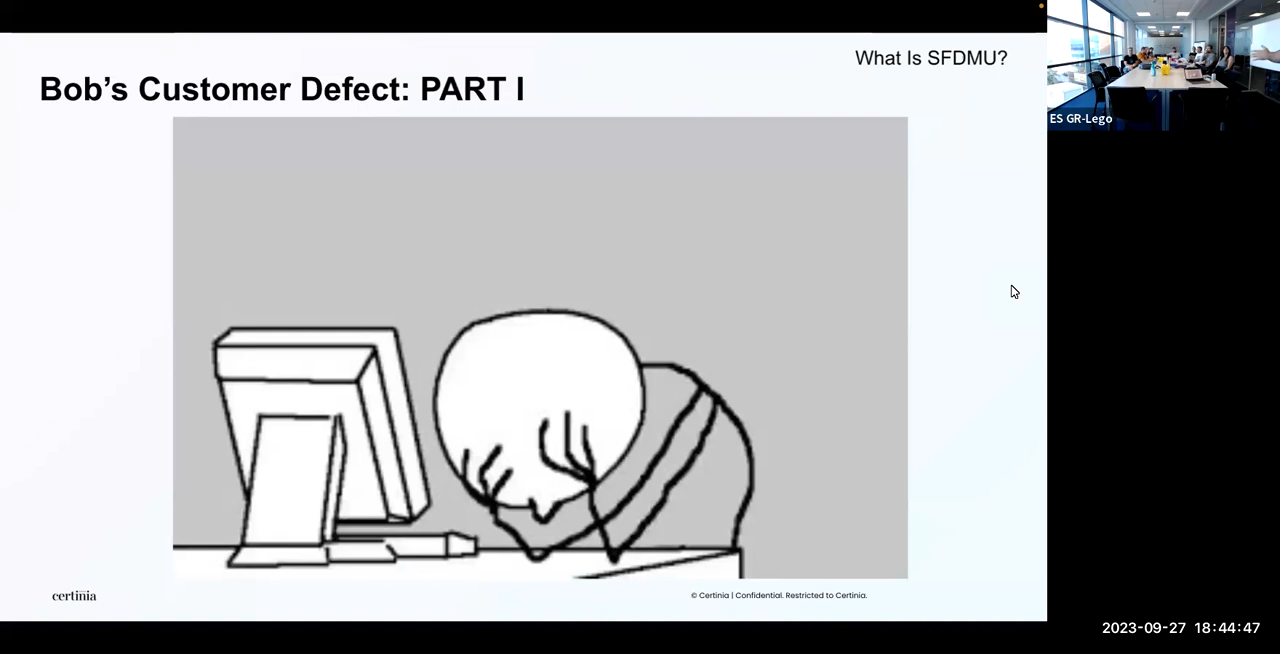 What Is SFDMU?
Bob’s Customer Defect: PART I
ES GR-Lego
certinia
© Certinia | Confidential. Restricted to Certinia.
2023-09-27 18:44:47